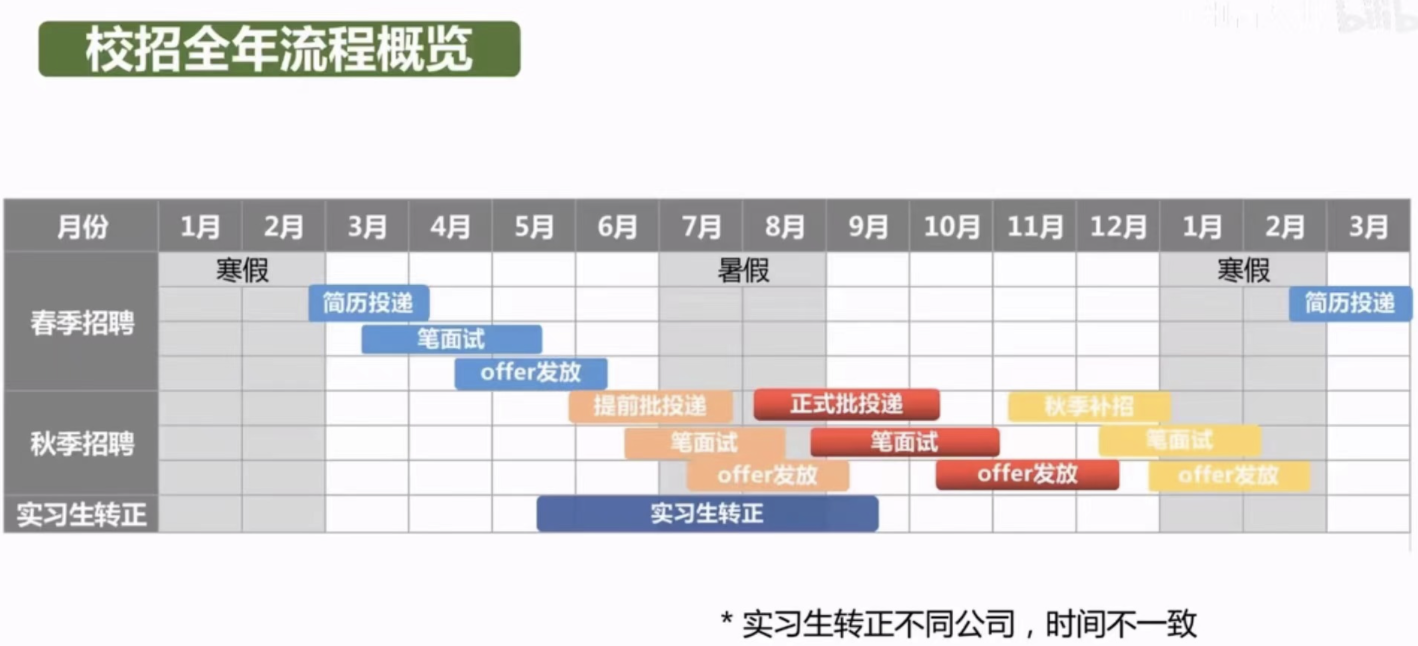 校招全年流程概览
月份 1月 2月 3月 4月 5月 6月 7月 8月 9月 10月 11月 12月 1月 2月 3月
寒假 暑假 寒假
春季招聘
简历投递 简历投递
笔面试
offer发放
秋季招聘
提前批投递 正式批投递 秋季补招
笔面试 笔面试 笔面试
offer发放 offer发放 offer发放
实习生转正 实习生转正
* 实习生转正不同公司，时间不一致